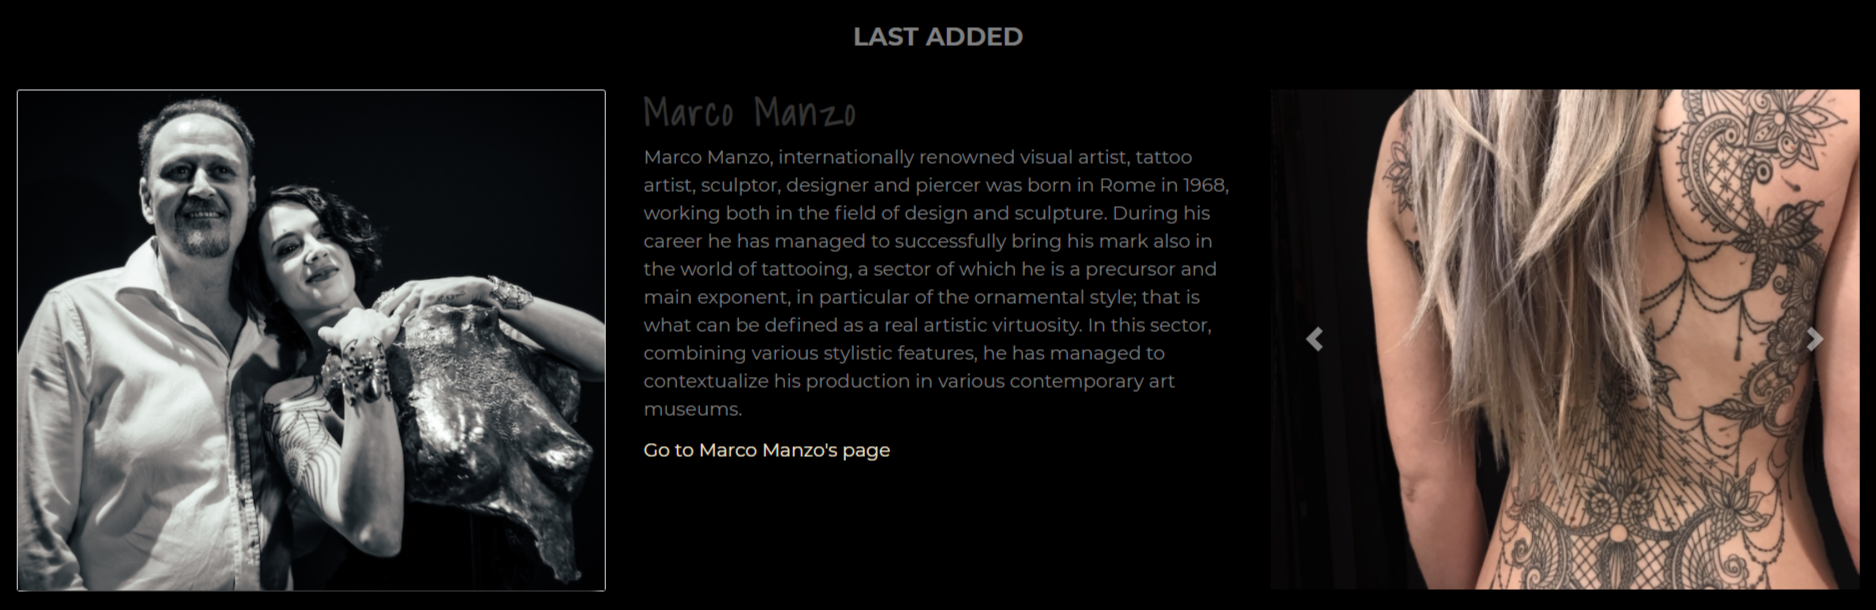 LAST ADDED
Marco Manzo
Marco Manzo, internationally renowned visual artist, tattoo
artist, sculptor, designer and piercer was born in Rome in 1968,
working both in the field of design and sculpture. During his
career he has managed to successfully bring his mark also in
the world of tattooing, a sector of which he is a precursor and
main exponent, in particular of the ornamental style; that is
what can be defined as a real artistic virtuosity. In this sector,
combining various stylistic features, he has managed to
contextualize his production in various contemporary art
museums.
Go to Marco Manzo's page